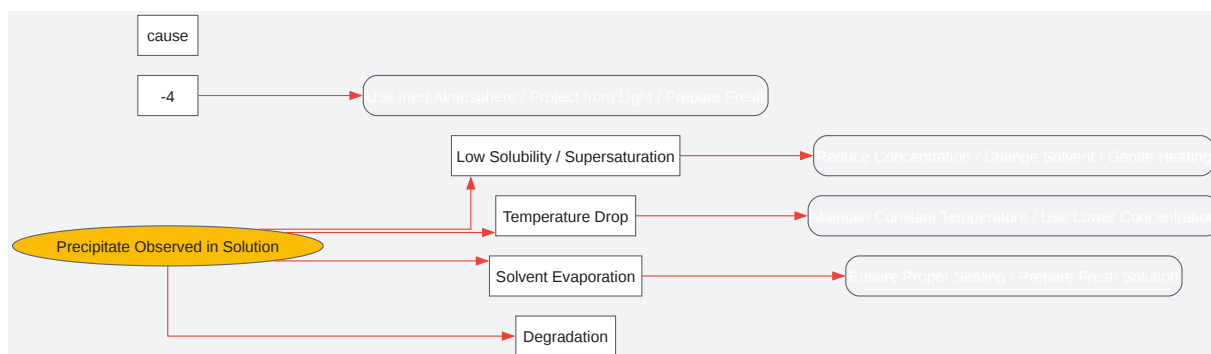 cause
-4
Use Inert Atmosphere / Protect from Light / Prepare Fresh
Low Solubility / Supersaturation
Reduce Concentration / Change Solvent / Gentle Heating
Temperature Drop
Maintain Constant Temperature / Use Lower Concentration
Precipitate Observed in Solution
Solvent Evaporation
Ensure Proper Sealing / Prepare Fresh Solution
Degradation